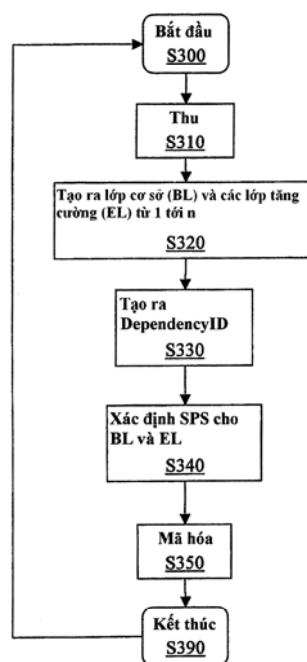 Bắt đầu
S300
Thu
S310
Tạo ra lớp cơ sở (BL) và các lớp tăng
cường (EL) từ 1 tới n
S320
Tạo ra
DependencyID
S330
Xác định SPS cho
BL và EL
S340
Mã hóa
S350
Kết thúc
S390